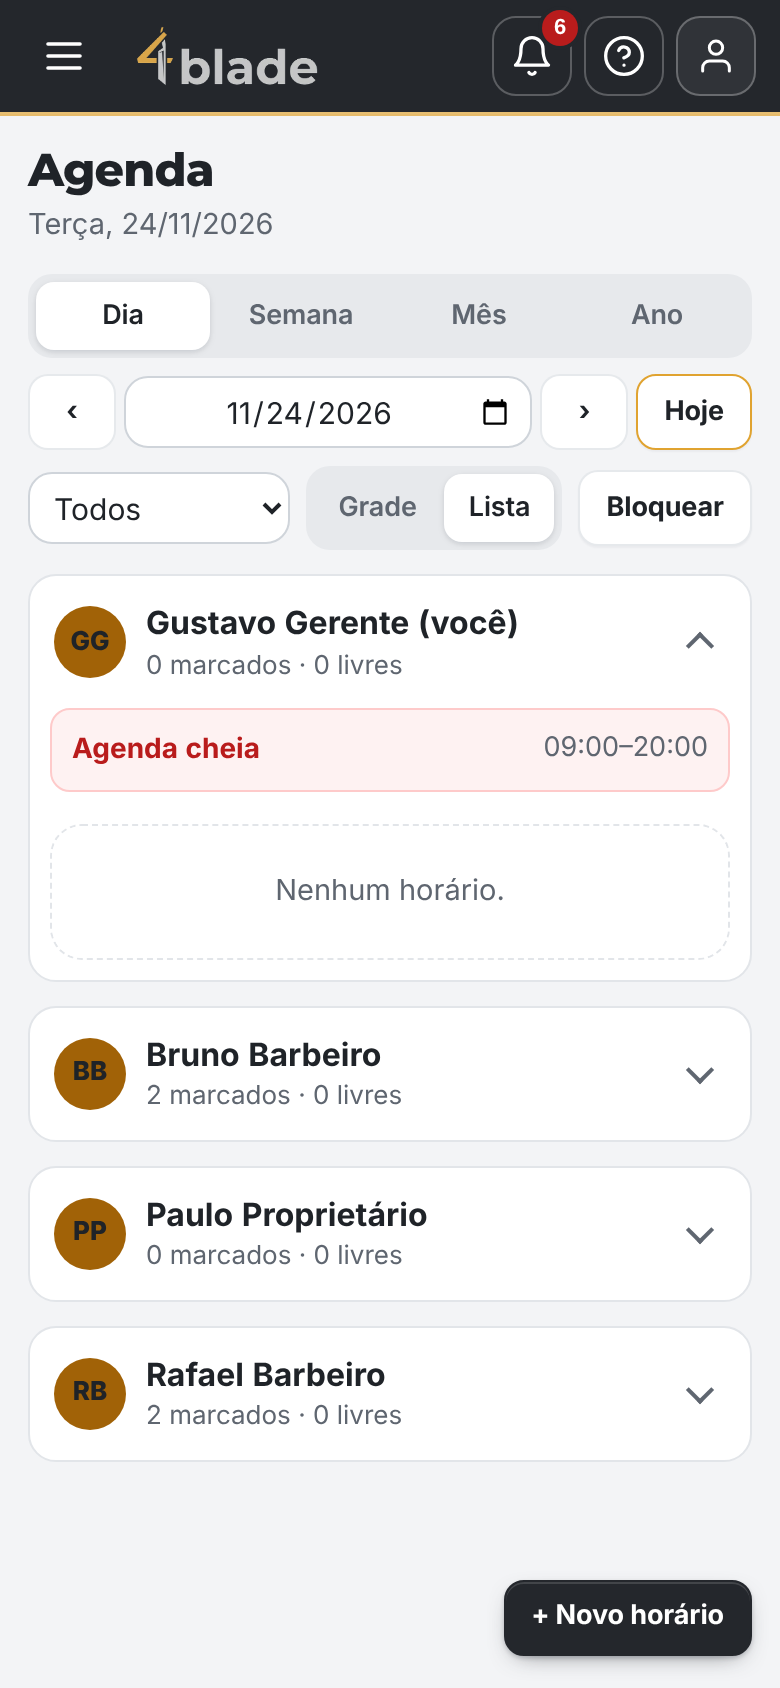 4blade
6
Agenda
Terça, 24/11/2026
Dia Semana Mês Ano
‹ 11/24/2026 › Hoje
Todos Grade Lista Bloquear
GG Gustavo Gerente (você)
0 marcados · 0 livres
Agenda cheia 09:00–20:00
Nenhum horário.
BB Bruno Barbeiro
2 marcados · 0 livres
PP Paulo Proprietário
0 marcados · 0 livres
RB Rafael Barbeiro
2 marcados · 0 livres
+ Novo horário